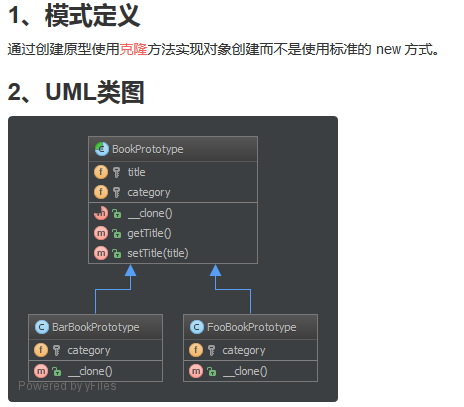 1、模式定义
通过创建原型使用克隆方法实现对象创建而不是使用标准的 new 方式。
2、UML类图
C BookPrototype
f title
f category
m __clone()
m getTitle()
m setTitle(title)
C BarBookPrototype
f category
m __clone()
C FooBookPrototype
f category
m __clone()
Powered by yFiles